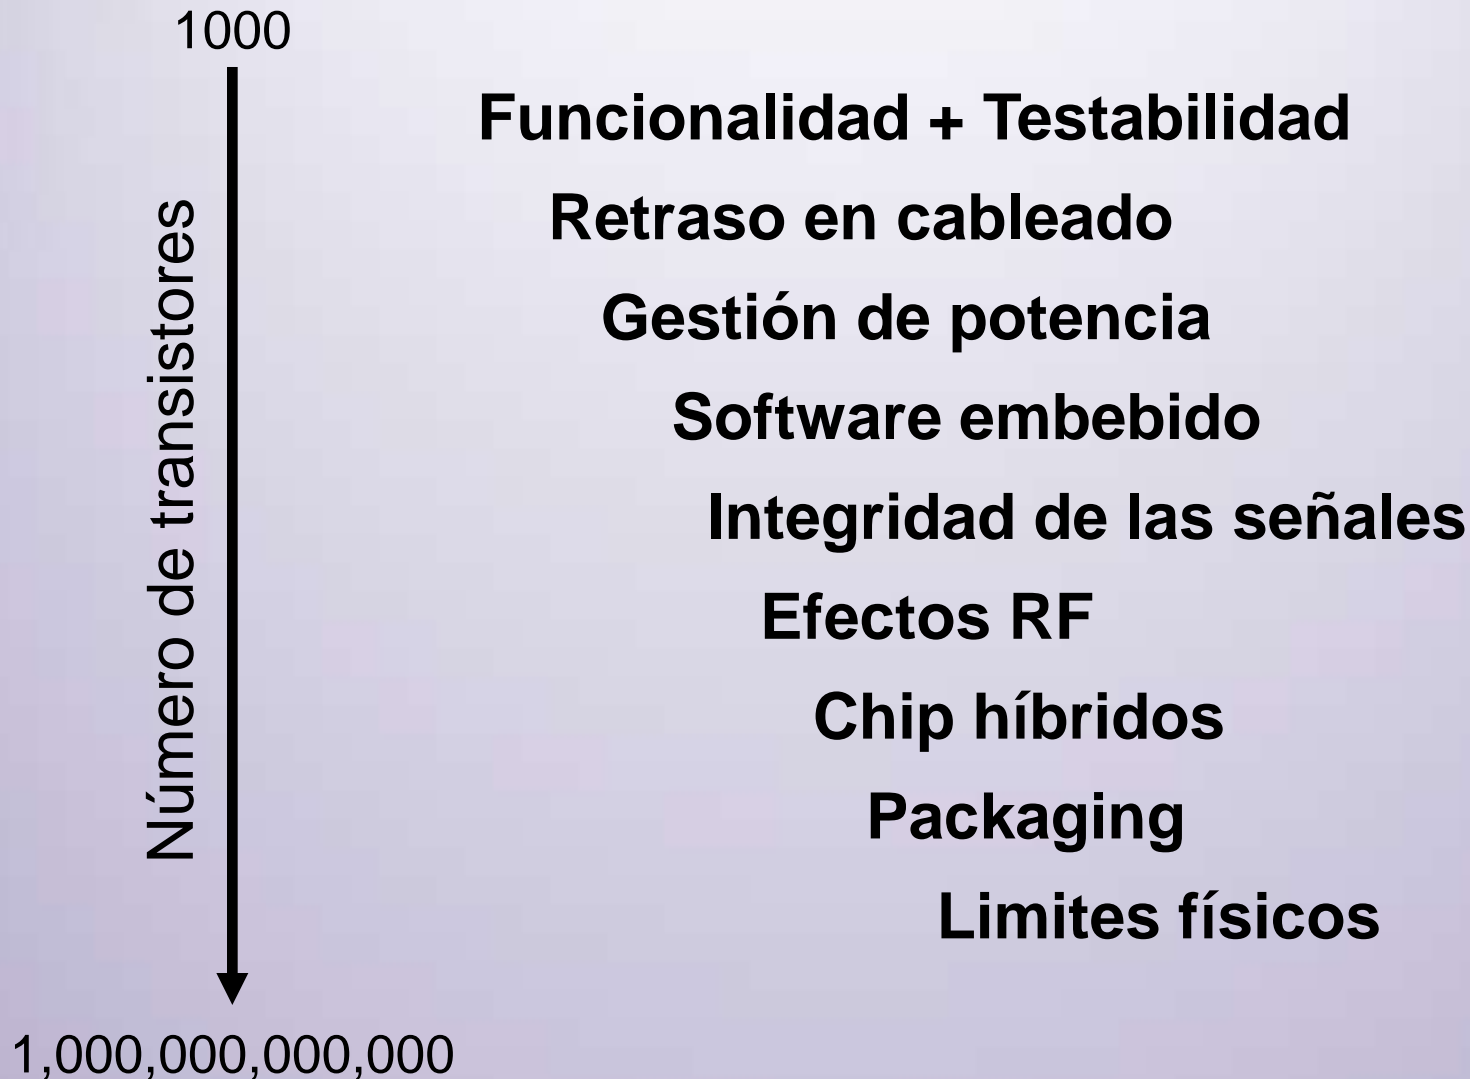 1000
Número de transistores
Funcionalidad + Testabilidad
Retraso en cableado
Gestión de potencia
Software embebido
Integridad de las señales
Efectos RF
Chip híbridos
Packaging
Limites físicos
1,000,000,000,000